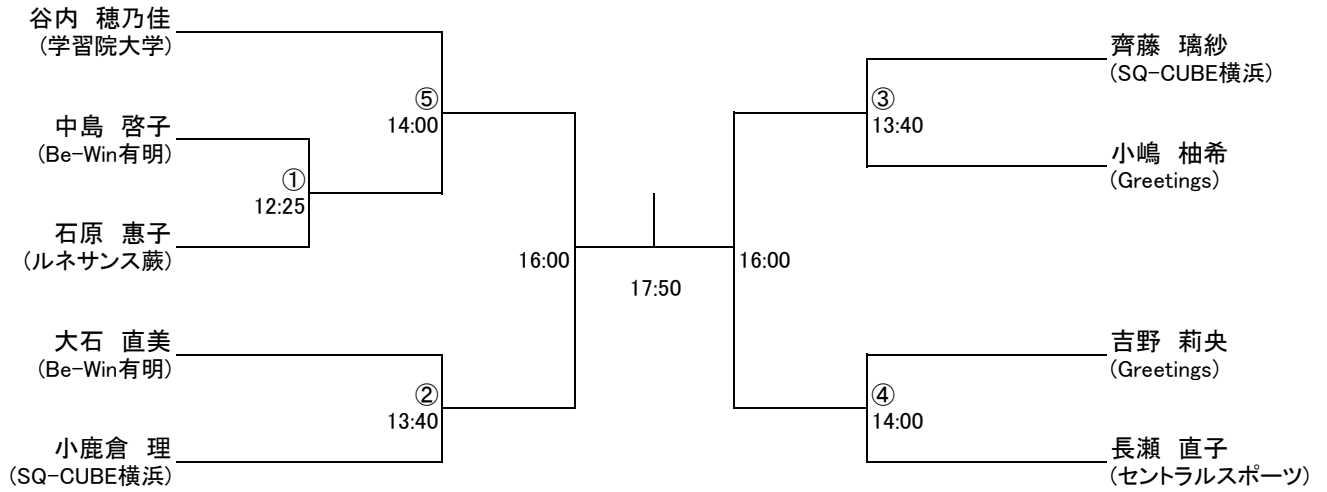 谷内 穂乃佳
(学習院大学)
⑤
14:00
中島 啓子
(Be-Win有明)
①
12:25
石原 惠子
(ルネサンス蕨)
16:00
大石 直美
(Be-Win有明)
②
13:40
小鹿倉 理
(SQ-CUBE横浜)
17:50
齊藤 璃紗
(SQ-CUBE横浜)
③
13:40
小嶋 柚希
(Greetings)
16:00
吉野 莉央
(Greetings)
④
14:00
長瀬 直子
(セントラルスポーツ)